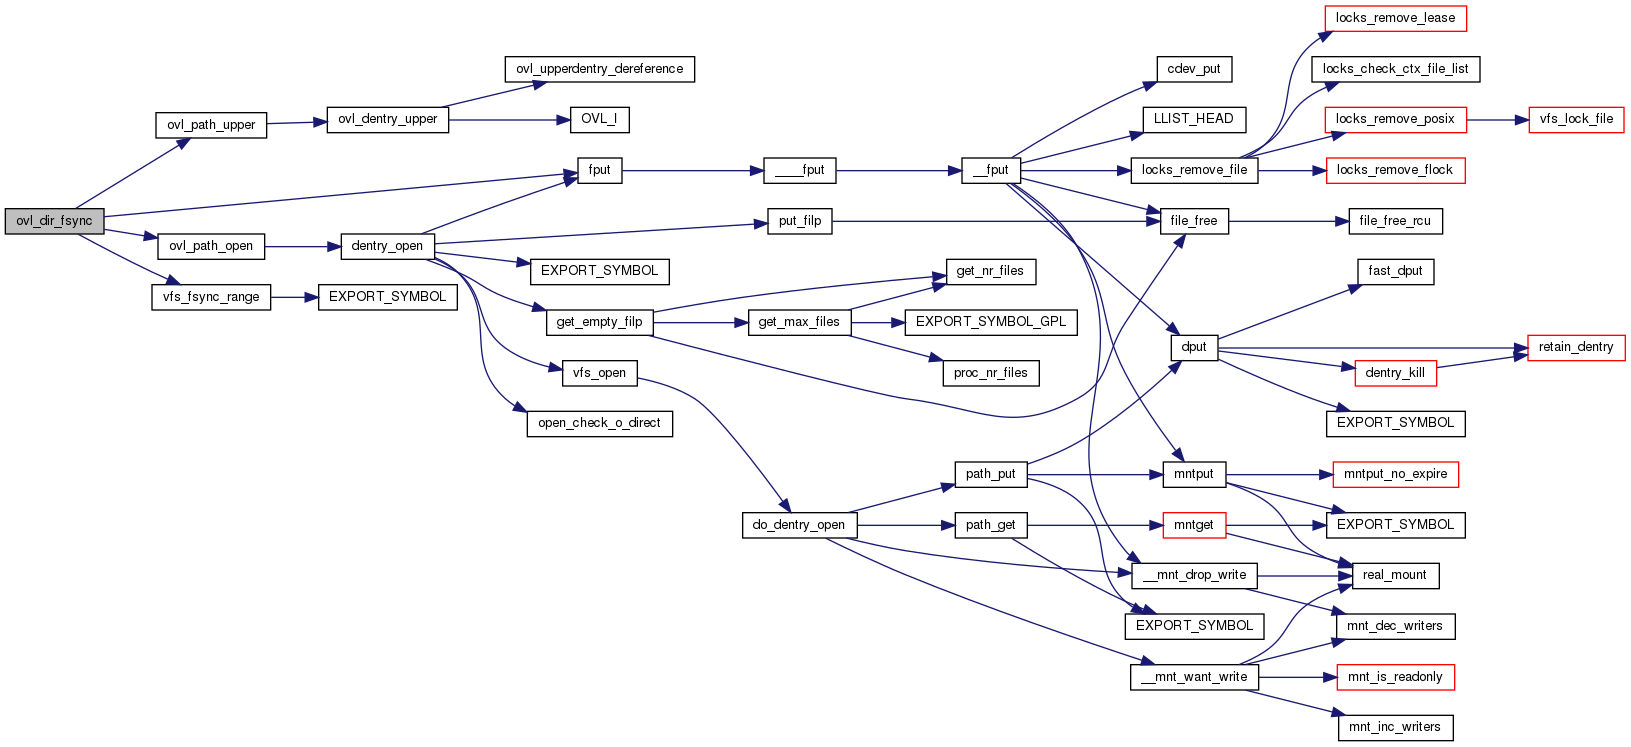 locks_remove_lease
ovl_upperdentry_dereference
cdev_put
locks_check_ctx_file_list
ovl_path_upper
ovl_dentry_upper
OVL_I
LLIST_HEAD
locks_remove_posix
vfs_lock_file
fput
____fput
__fput
locks_remove_file
locks_remove_flock
ovl_dir_fsync
put_filp
file_free
file_free_rcu
ovl_path_open
dentry_open
EXPORT_SYMBOL
get_nr_files
fast_dput
vfs_fsync_range
EXPORT_SYMBOL
get_empty_filp
get_max_files
EXPORT_SYMBOL_GPL
dput
retain_dentry
vfs_open
proc_nr_files
dentry_kill
open_check_o_direct
EXPORT_SYMBOL
path_put
mntput
mntput_no_expire
do_dentry_open
path_get
mntget
EXPORT_SYMBOL
__mnt_drop_write
real_mount
EXPORT_SYMBOL
mnt_dec_writers
__mnt_want_write
mnt_is_readonly
mnt_inc_writers